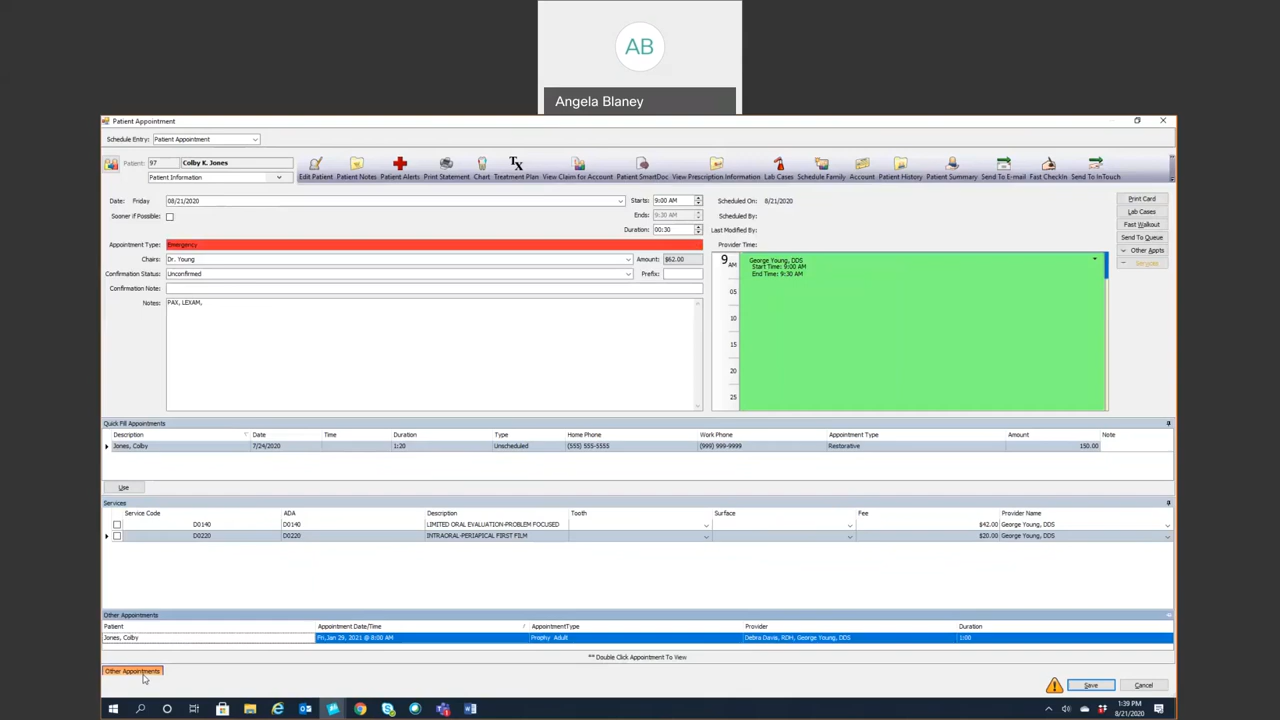 AB
Angela Blaney
Patient Appointment
Schedule Entry: Patient Appointment
Patient: 97 Colby K. Jones
Patient Information
Edit Patient Patient Notes Patient Alerts Print Statement Chart Treatment Plan View Claim for Account Patient SmartDoc View Prescription Information Lab Cases Schedule Family Account Patient History Patient Summary Send To E-mail Fast CheckIn Send To InTouch
Tx
Date: Friday 08/21/2020 Starts: 9:00 AM Scheduled On: 8/21/2020 Print Card
Sooner if Possible: Ends: 9:30 AM Scheduled By: Lab Cases
Duration: 00:30 Last Modified By: Fast Walkout
Send To Queue
Appointment Type: Emergency Provider Time:
Other Appts
Chairs: Dr. Young Amount: $62.00 9 AM George Young, DDS
Services
Start Time: 9:00 AM
Confirmation Status: Unconfirmed Prefix: End Time: 9:30 AM
Confirmation Note:
05
Notes: PAX, LEXAM,
10
15
20
25
Quick Fill Appointments
Description Date Time Duration Type Home Phone Work Phone Appointment Type Amount Note
Jones, Colby 7/24/2020 1:20 Unscheduled (555) 555-5555 (999) 999-9999 Restorative 150.00
Use
Services
Service Code ADA Description Tooth Surface Fee Provider Name
D0140 D0140 LIMITED ORAL EVALUATION-PROBLEM FOCUSED $42.00 George Young, DDS
D0220 D0220 INTRAORAL-PERIAPICAL FIRST FILM $20.00 George Young, DDS
Other Appointments
Patient Appointment Date/Time AppointmentType Provider Duration
Jones, Colby Fri,Jan 29, 2021 @ 8:00 AM Prophy Adult Debra Davis, RDH, George Young, DDS 1:00
** Double Click Appointment To View
Other Appointments
Save Cancel
1:39 PM
8/21/2020